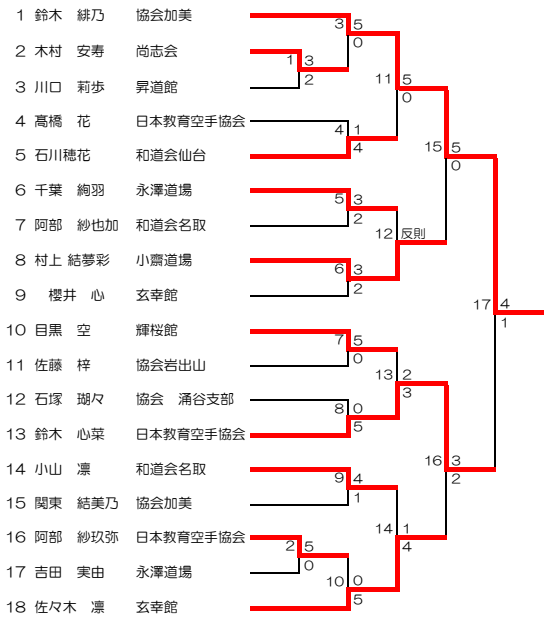 1 鈴木 緋乃 協会加美
2 木村 安寿 尚志会
3 川口 莉歩 昇道館
4 髙橋 花 日本教育空手協会
5 石川穂花 和道会仙台
6 千葉 絢羽 永澤道場
7 阿部 紗也加 和道会名取
8 村上 結夢彩 小齋道場
9 櫻井 心 玄幸館
10 目黒 空 輝桜館
11 佐藤 梓 協会岩出山
12 石塚 瑚々 協会 涌谷支部
13 鈴木 心菜 日本教育空手協会
14 小山 凛 和道会名取
15 関東 結美乃 協会加美
16 阿部 紗玖弥 日本教育空手協会
17 吉田 実由 永澤道場
18 佐々木 凛 玄幸館
3 5
0
1 3
2
4 1
4
11 5
0
5 3
2
12 反則
6 3
2
15 5
0
7 5
0
8 0
5
13 2
3
9 4
1
2 5
0
10 0
5
14 1
4
16 3
2
17 4
1